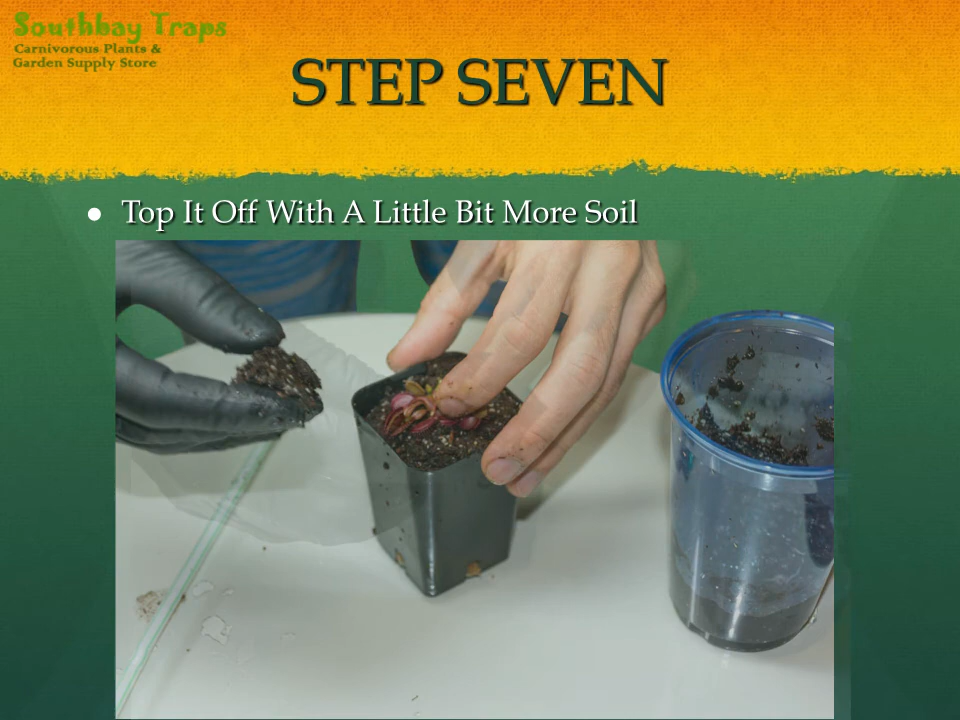 Southbay Traps
Carnivorous Plants &
Garden Supply Store
STEP SEVEN
● Top It Off With A Little Bit More Soil